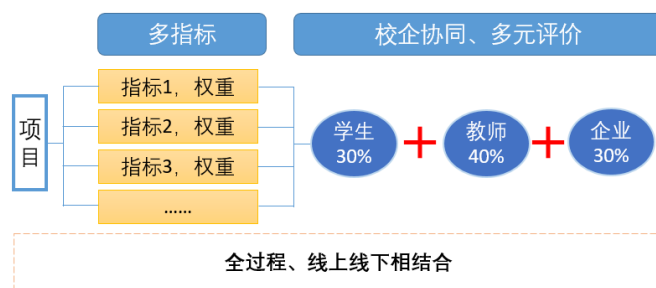 多指标
校企协同、多元评价
项目
指标1，权重
指标2，权重
指标3，权重
……
学生
30%
+
教师
40%
+
企业
30%
全过程、线上线下相结合